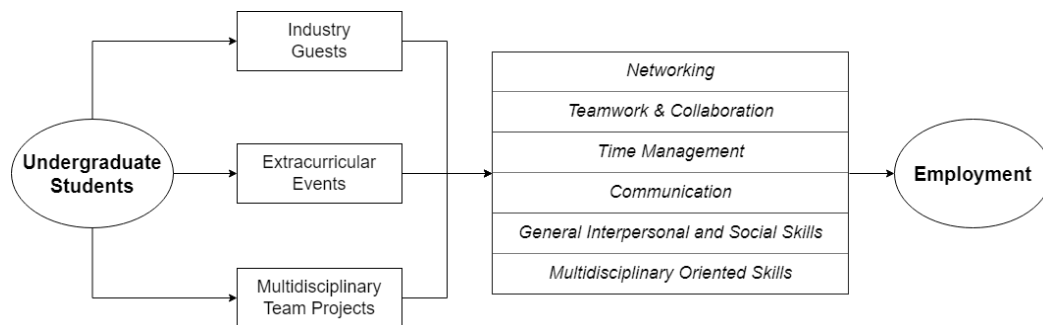 Industry
Guests
Undergraduate
Students
Extracurricular
Events
Multidisciplinary
Team Projects
Networking
Teamwork & Collaboration
Time Management
Communication
General Interpersonal and Social Skills
Multidisciplinary Oriented Skills
Employment